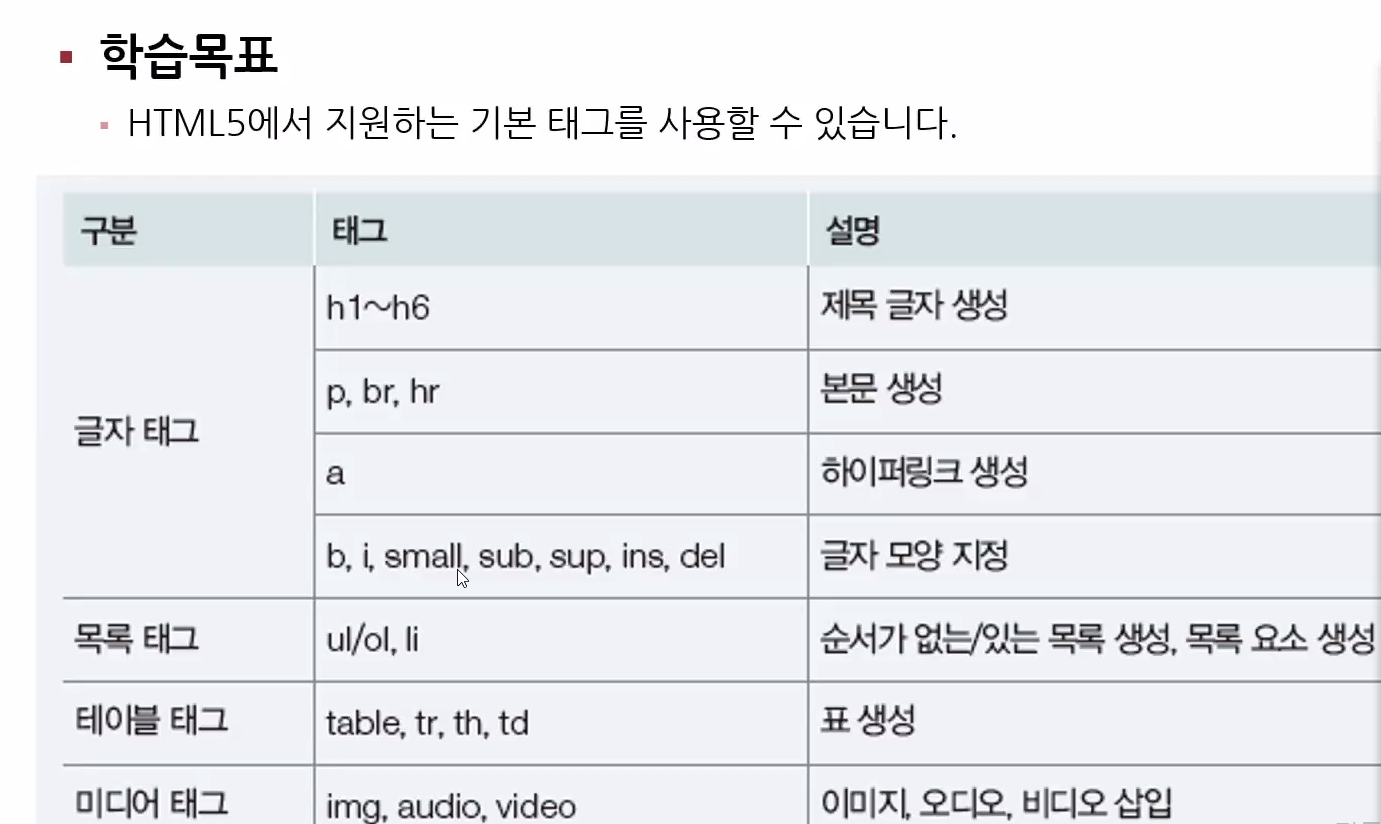 학습목표
HTML5에서 지원하는 기본 태그를 사용할 수 있습니다.
구분 태그 설명
글자 태그
h1~h6 제목 글자 생성
p, br, hr 본문 생성
a 하이퍼링크 생성
b, i, small, sub, sup, ins, del 글자 모양 지정
목록 태그 ul/ol, li 순서가 없는/있는 목록 생성, 목록 요소 생성
테이블 태그 table, tr, th, td 표 생성
미디어 태그 img, audio, video 이미지, 오디오, 비디오 삽입